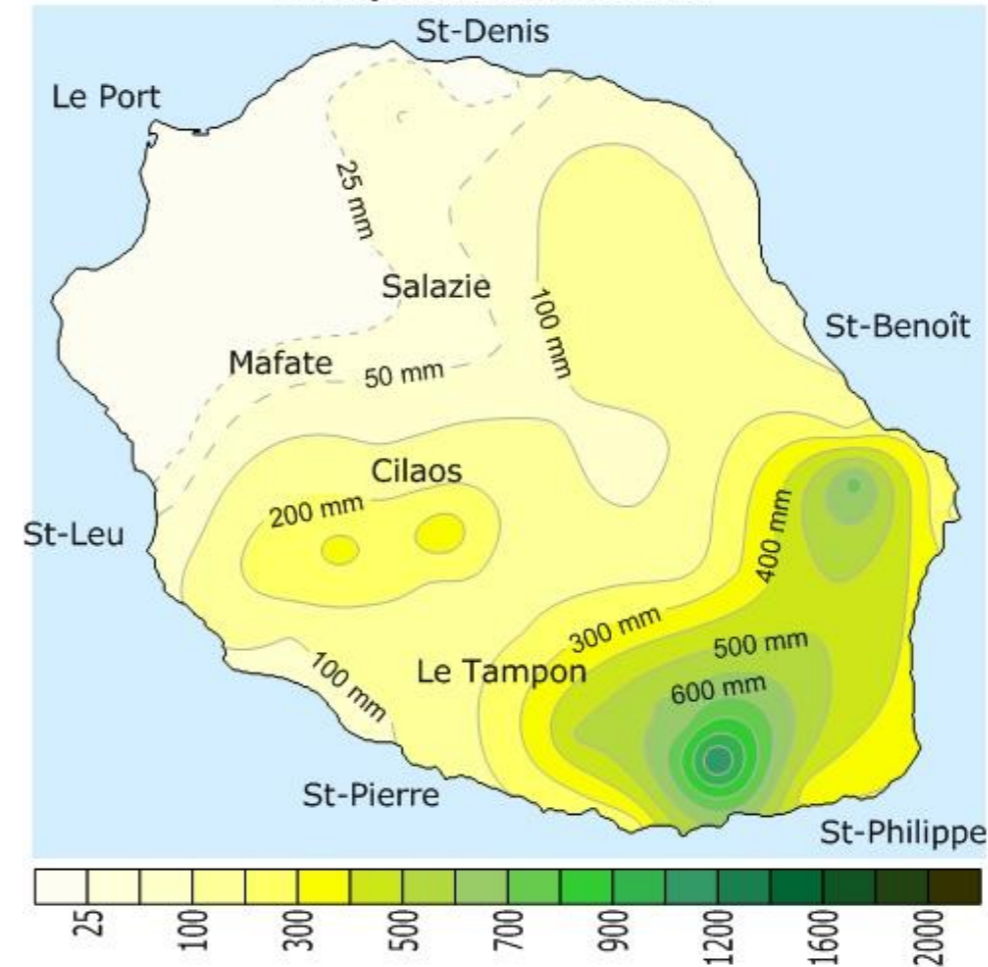 St-Denis
Le Port
25 mm
Salazie
100 mm
St-Benoît
Mafate
50 mm
Cilaos
200 mm
400 mm
St-Leu
300 mm
500 mm
Le Tampon
600 mm
100 mm
St-Pierre
St-Philippe
25 100 300 500 700 900 1200 1600 2000